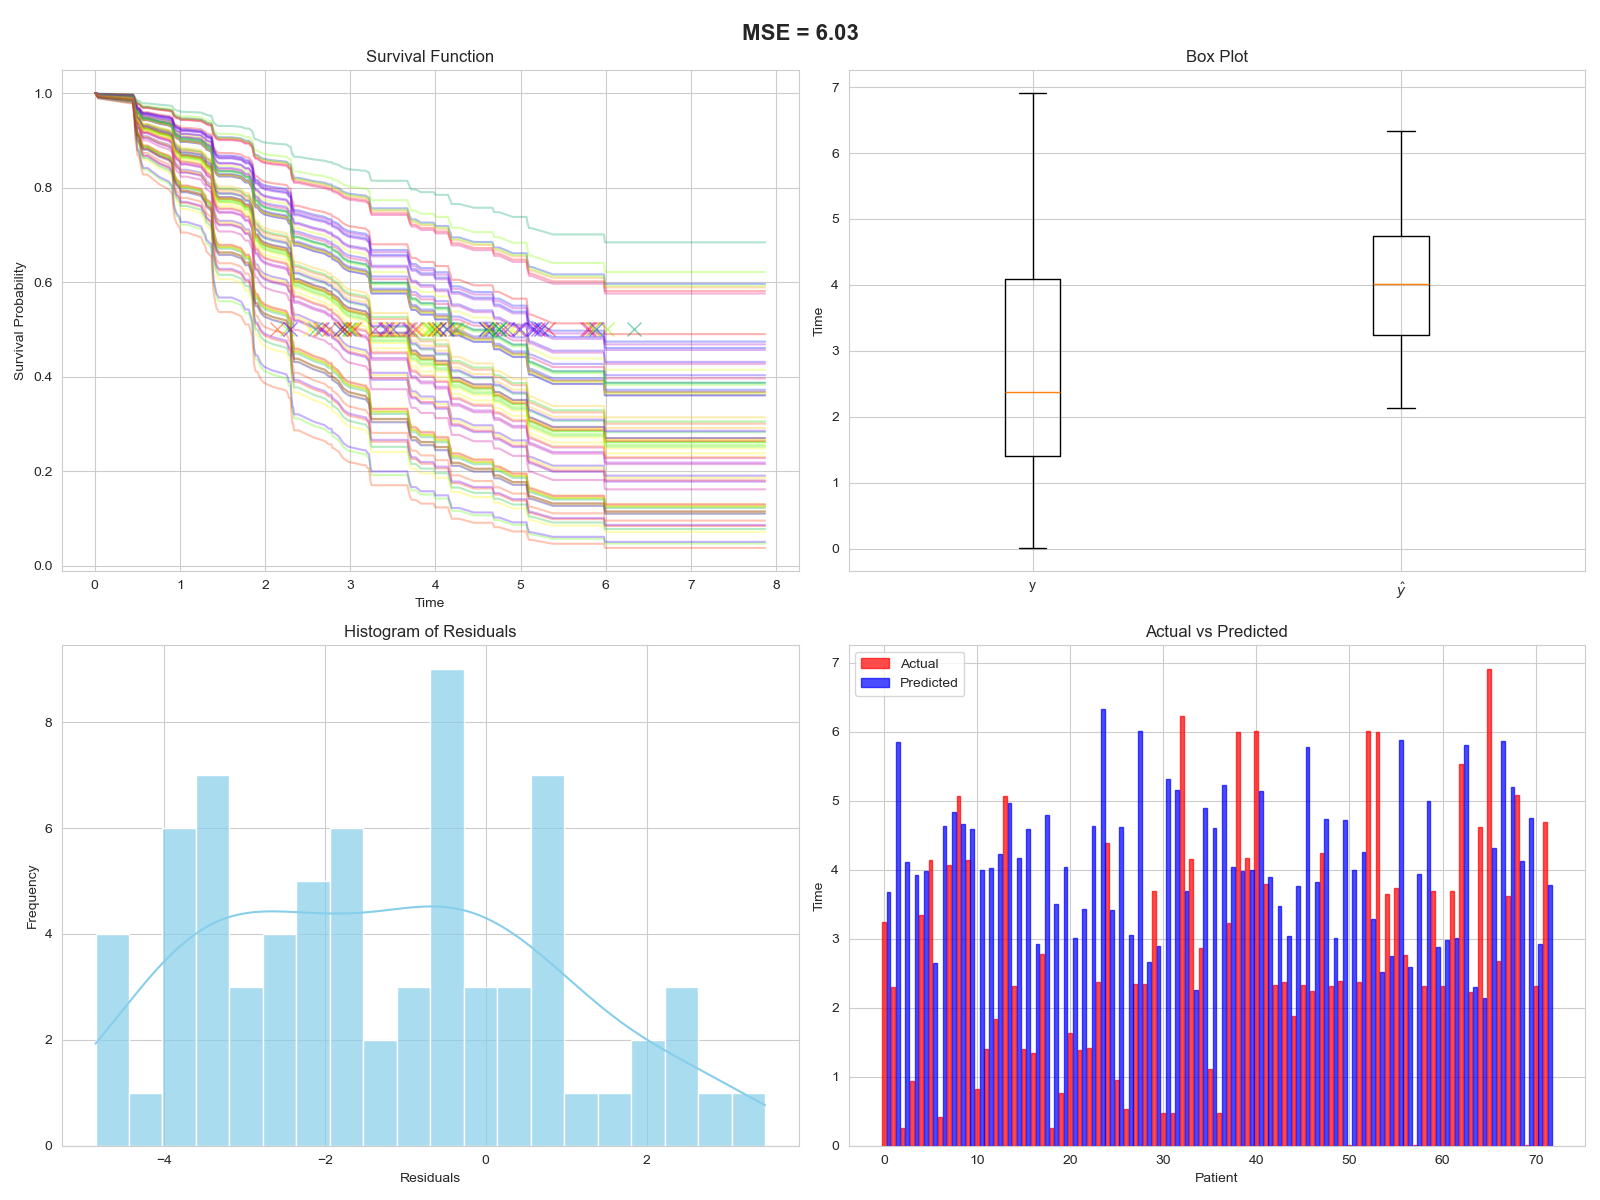 MSE = 6.03
Survival Function
Survival Probability
1.0
0.8
0.6
0.4
0.2
0.0
0 1 2 3 4 5 6 7 8
Time
Box Plot
Time
7
6
5
4
3
2
1
0
y ŷ
Histogram of Residuals
Frequency
8
6
4
2
0
−4 −2 0 2
Residuals
Actual vs Predicted
Actual
Predicted
Time
7
6
5
4
3
2
1
0
0 10 20 30 40 50 60 70
Patient